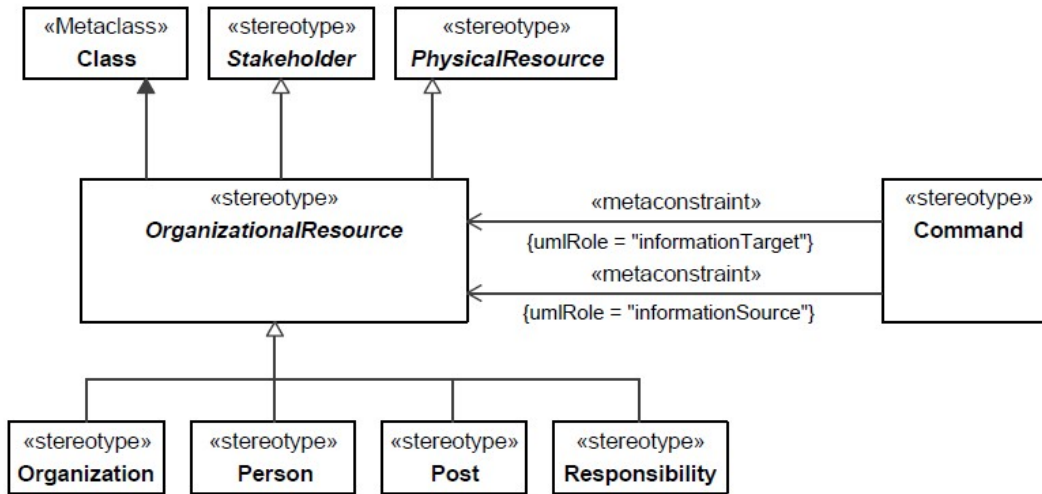 «Metaclass»
Class
«stereotype»
Stakeholder
«stereotype»
PhysicalResource
«stereotype»
OrganizationalResource
«metaconstraint»
{umlRole = "informationTarget"}
«metaconstraint»
{umlRole = "informationSource"}
«stereotype»
Command
«stereotype»
Organization
«stereotype»
Person
«stereotype»
Post
«stereotype»
Responsibility